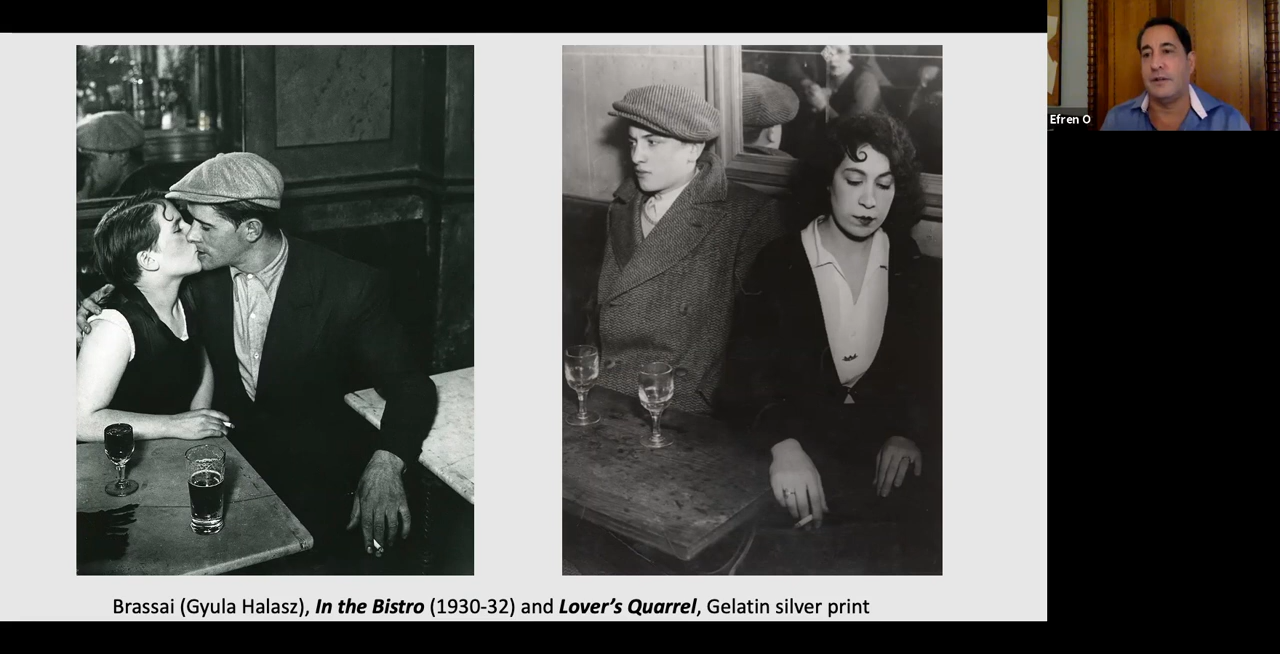 Efren O
Brassai (Gyula Halasz), In the Bistro (1930-32) and Lover’s Quarrel, Gelatin silver print